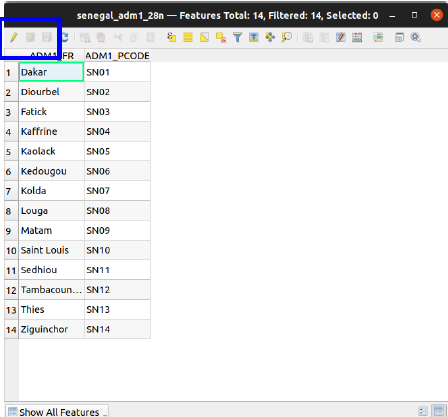 senegal_adm1_28n — Features Total: 14, Filtered: 14, Selected: 0
ADM1_FR ADM1_PCODE
1 Dakar SN01
2 Diourbel SN02
3 Fatick SN03
4 Kaffrine SN04
5 Kaolack SN05
6 Kedougou SN06
7 Kolda SN07
8 Louga SN08
9 Matam SN09
10 Saint Louis SN10
11 Sedhiou SN11
12 Tambacoun... SN12
13 Thies SN13
14 Ziguinchor SN14
Show All Features